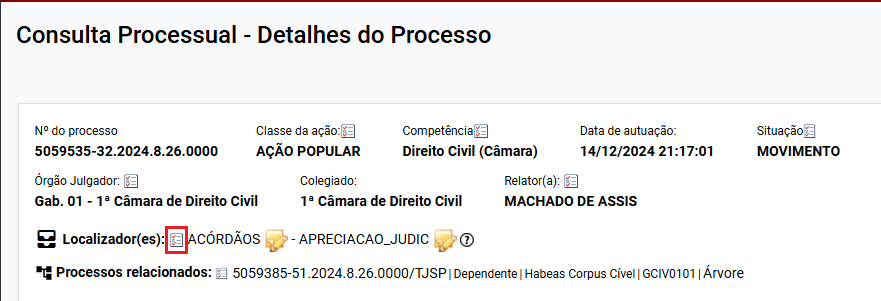 Consulta Processual - Detalhes do Processo
Nº do processo Classe da ação: Competência Data de autuação: Situação
5059535-32.2024.8.26.0000 AÇÃO POPULAR Direito Civil (Câmara) 14/12/2024 21:17:01 MOVIMENTO
Órgão Julgador: Colegiado: Relator(a):
Gab. 01 - 1ª Câmara de Direito Civil 1ª Câmara de Direito Civil MACHADO DE ASSIS
Localizador(es): ACÓRDÃOS - APRECIACAO_JUDIC ?
Processos relacionados: 5059385-51.2024.8.26.0000/TJSP | Dependente | Habeas Corpus Cível | GCIV0101 | Árvore